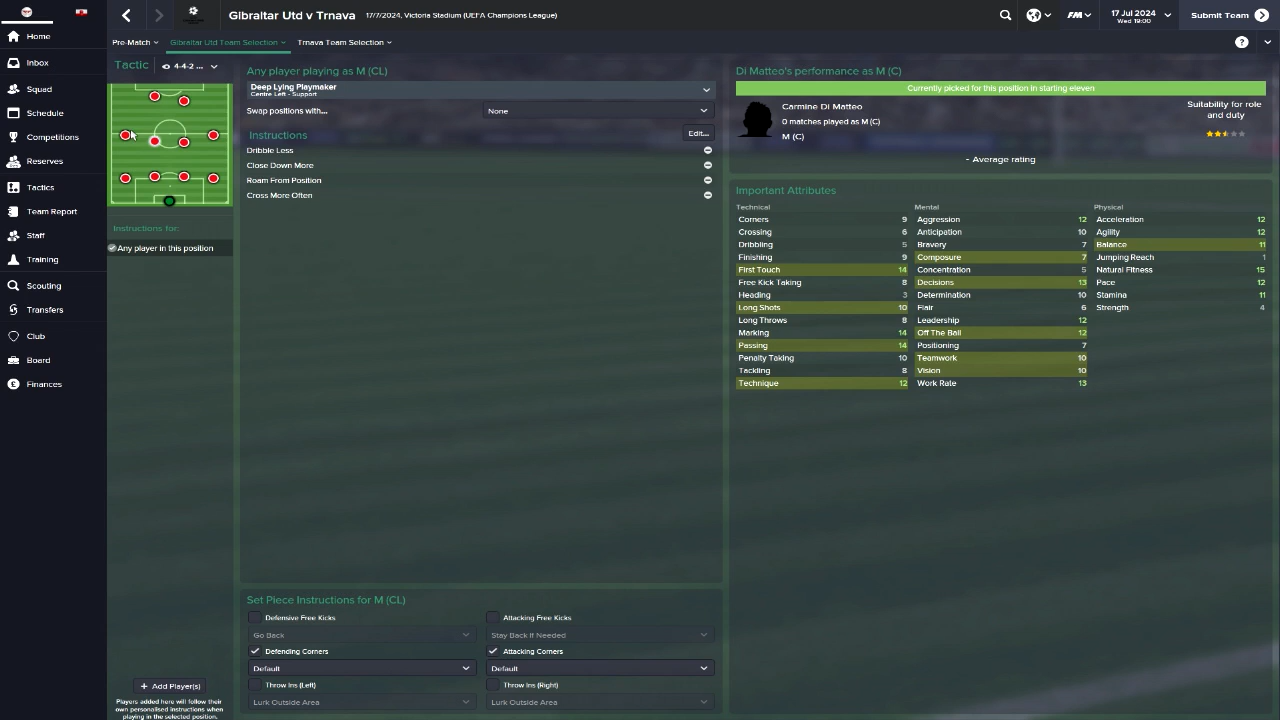 Gibraltar Utd v Trnava 17/7/2024, Victoria Stadium (UEFA Champions League)
FM
17 Jul 2024
Wed 19:00
Submit Team
Home
Inbox
Squad
Schedule
Competitions
Reserves
Tactics
Team Report
Staff
Training
Scouting
Transfers
Club
Board
Finances
Pre-Match
Gibraltar Utd Team Selection
Trnava Team Selection
?
Tactic
4-4-2 ...
Instructions for:
Any player in this position
+ Add Player(s)
Players added here will follow their
own personalised instructions when
playing in the selected position.
Any player playing as M (CL)
Deep Lying Playmaker
Centre Left - Support
Swap positions with... None
Instructions Edit...
Dribble Less
Close Down More
Roam From Position
Cross More Often
Set Piece Instructions for M (CL)
Defensive Free Kicks Attacking Free Kicks
Go Back Stay Back If Needed
Defending Corners Attacking Corners
Default Default
Throw Ins (Left) Throw Ins (Right)
Lurk Outside Area Lurk Outside Area
Di Matteo's performance as M (C)
Currently picked for this position in starting eleven
Carmine Di Matteo
0 matches played as M (C)
M (C)
Suitability for role
and duty
- Average rating
Important Attributes
Technical Mental Physical
Corners 9 Aggression 12 Acceleration 12
Crossing 6 Anticipation 10 Agility 12
Dribbling 5 Bravery 7 Balance 11
Finishing 9 Composure 7 Jumping Reach 1
First Touch 14 Concentration 5 Natural Fitness 15
Free Kick Taking 8 Decisions 13 Pace 12
Heading 3 Determination 10 Stamina 11
Long Shots 10 Flair 6 Strength 4
Long Throws 8 Leadership 12
Marking 14 Off The Ball 12
Passing 14 Positioning 7
Penalty Taking 10 Teamwork 10
Tackling 8 Vision 10
Technique 12 Work Rate 13